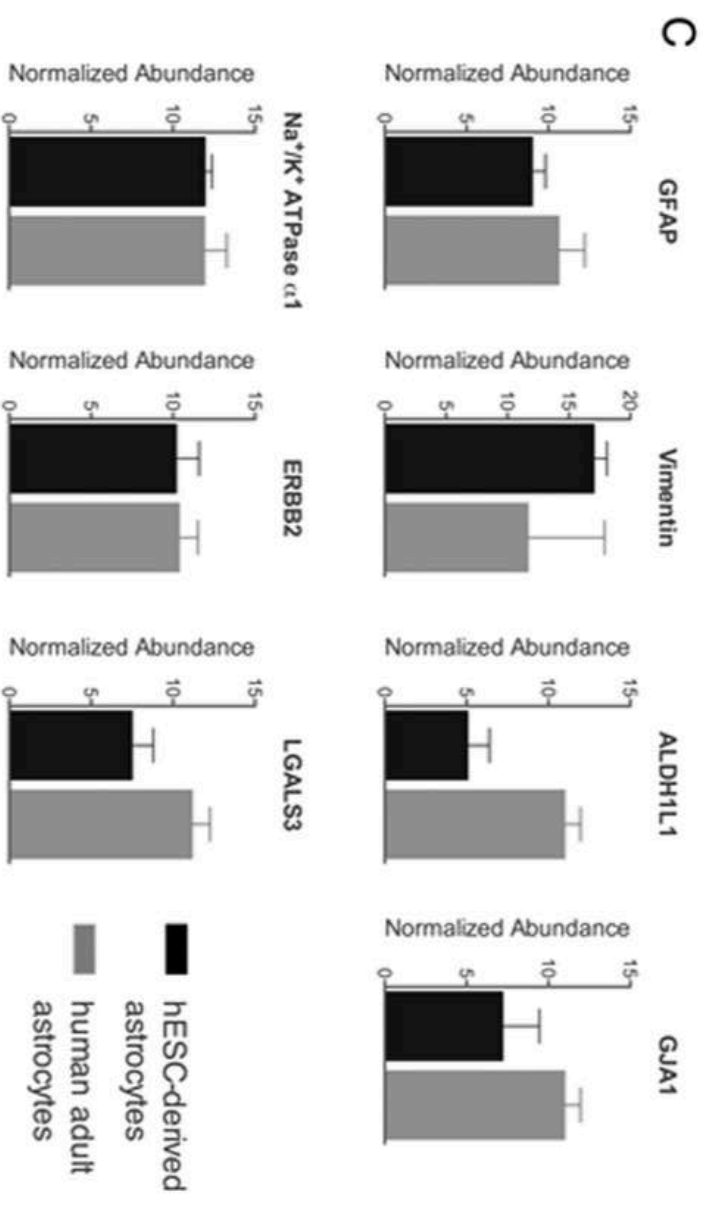 C
GFAP
Normalized Abundance
15
10
5
0
Vimentin
Normalized Abundance
20
15
10
5
0
ALDH1L1
Normalized Abundance
15
10
5
0
GJA1
Normalized Abundance
15
10
5
0
Na⁺/K⁺ ATPase α1
Normalized Abundance
15
10
5
0
ERBB2
Normalized Abundance
15
10
5
0
LGALS3
Normalized Abundance
15
10
5
0
hESC-derived
astrocytes
human adult
astrocytes